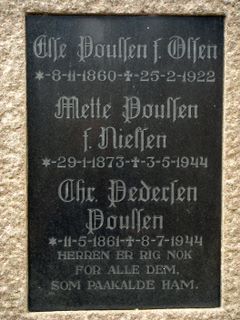 Else Poulsen f. Olsen
*8-11-1860-✝-25-2-1922
Mette Poulsen
f. Nielsen
*-29-1-1873-✝-3-5-1944
Chr. Pedersen
Poulsen
*-11-5-1861-✝-8-7-1944
HERREN ER RIG NOK
FOR ALLE DEM,
SOM PAAKALDE HAM.